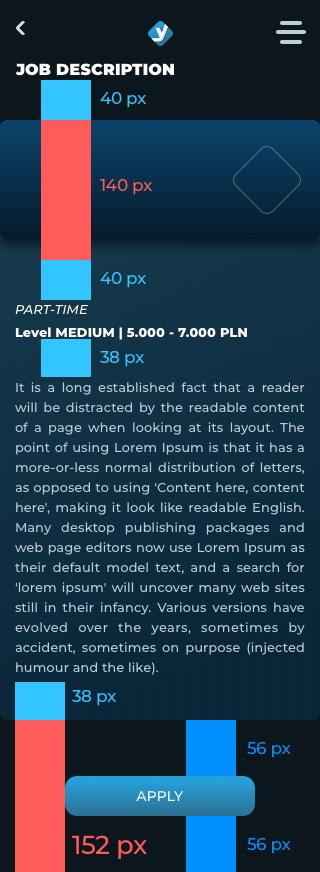 y
JOB DESCRIPTION
40 px
140 px
40 px
PART-TIME
Level MEDIUM | 5.000 - 7.000 PLN
38 px
It is a long established fact that a reader
will be distracted by the readable content
of a page when looking at its layout. The
point of using Lorem Ipsum is that it has a
more-or-less normal distribution of letters,
as opposed to using 'Content here, content
here', making it look like readable English.
Many desktop publishing packages and
web page editors now use Lorem Ipsum as
their default model text, and a search for
'lorem ipsum' will uncover many web sites
still in their infancy. Various versions have
evolved over the years, sometimes by
accident, sometimes on purpose (injected
humour and the like).
38 px
56 px
APPLY
152 px
56 px